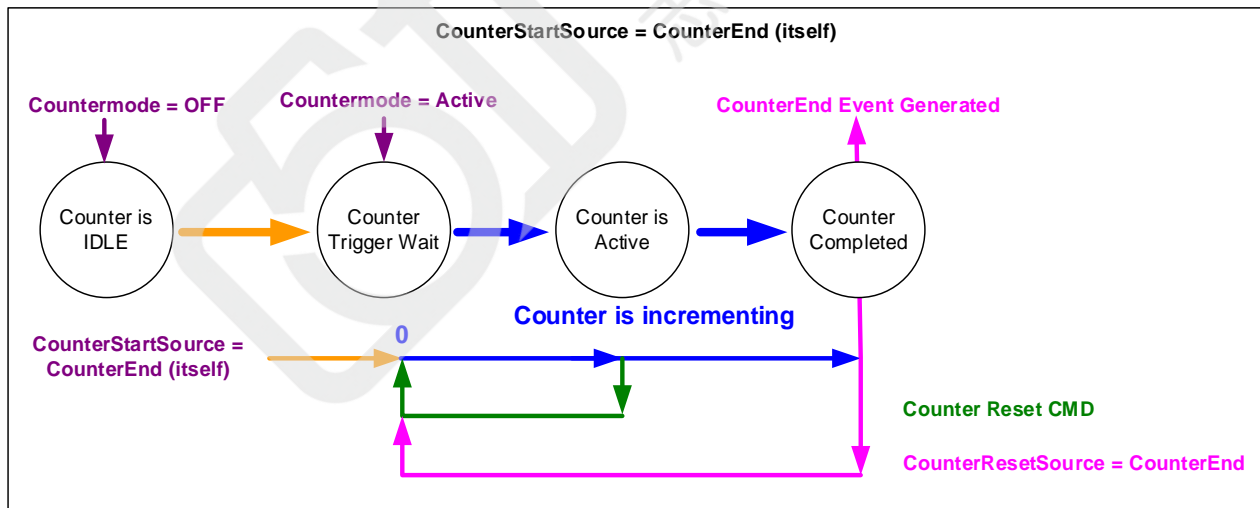 CounterStartSource = CounterEnd (itself)
Countermode = OFF
Countermode = Active
CounterEnd Event Generated
Counter is
IDLE
Counter
Trigger Wait
Counter is
Active
Counter
Completed
Counter is incrementing
0
CounterStartSource =
CounterEnd (itself)
Counter Reset CMD
CounterResetSource = CounterEnd